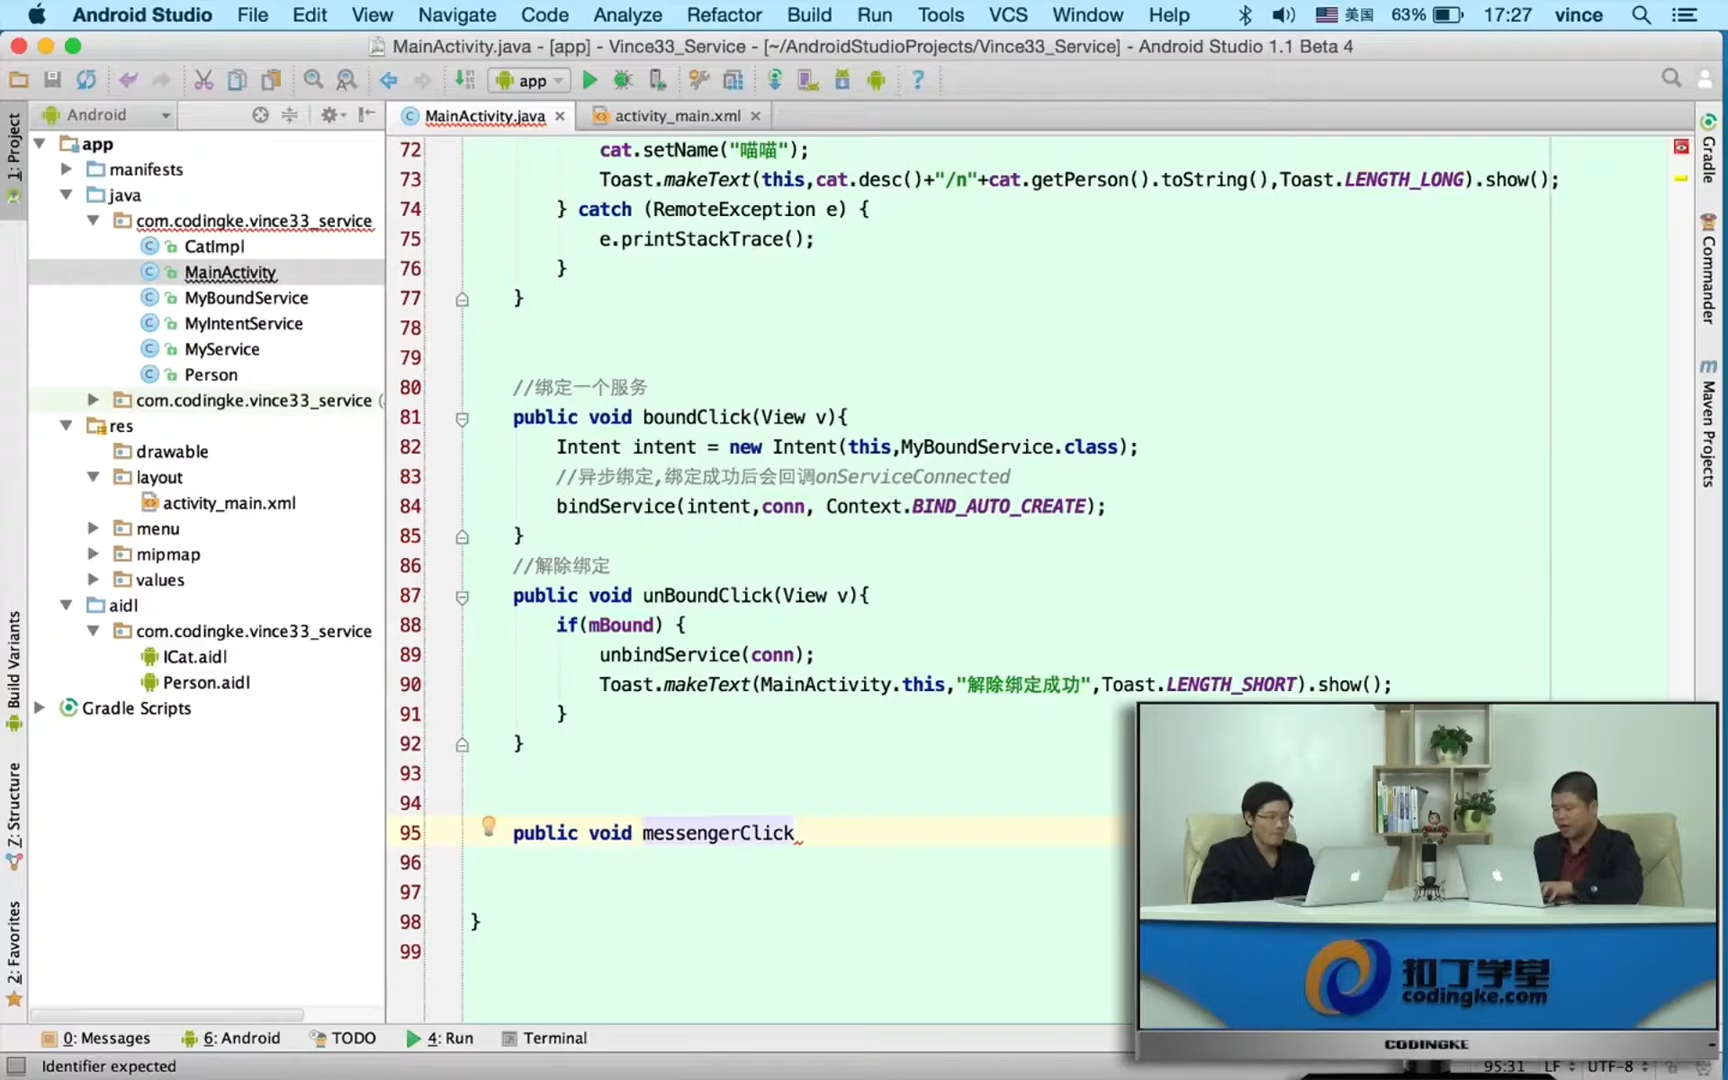 Android Studio File Edit View Navigate Code Analyze Refactor Build Run Tools VCS Window Help 美国 63% 17:27 vince
MainActivity.java - [app] - Vince33_Service - [~/AndroidStudioProjects/Vince33_Service] - Android Studio 1.1 Beta 4
app
Android
MainActivity.java activity_main.xml
1: Project
Build Variants
Z: Structure
2: Favorites
app
manifests
java
com.codingke.vince33_service
CatImpl
MainActivity
MyBoundService
MyIntentService
MyService
Person
com.codingke.vince33_service (
res
drawable
layout
activity_main.xml
menu
mipmap
values
aidl
com.codingke.vince33_service
ICat.aidl
Person.aidl
Gradle Scripts
72 cat.setName("喵喵");
73 Toast.makeText(this,cat.desc()+"/n"+cat.getPerson().toString(),Toast.LENGTH_LONG).show();
74 } catch (RemoteException e) {
75 e.printStackTrace();
76 }
77 }
78
79
80 //绑定一个服务
81 public void boundClick(View v){
82 Intent intent = new Intent(this,MyBoundService.class);
83 //异步绑定,绑定成功后会回调onServiceConnected
84 bindService(intent,conn, Context.BIND_AUTO_CREATE);
85 }
86 //解除绑定
87 public void unBoundClick(View v){
88 if(mBound) {
89 unbindService(conn);
90 Toast.makeText(MainActivity.this,"解除绑定成功",Toast.LENGTH_SHORT).show();
91 }
92 }
93
94
95 public void messengerClick
96
97
98 }
99
Gradle
Commander
Maven Projects
扣丁学堂
codingke.com
CODINGKE
0: Messages 6: Android TODO 4: Run Terminal
Identifier expected 95:31 LF UTF-8